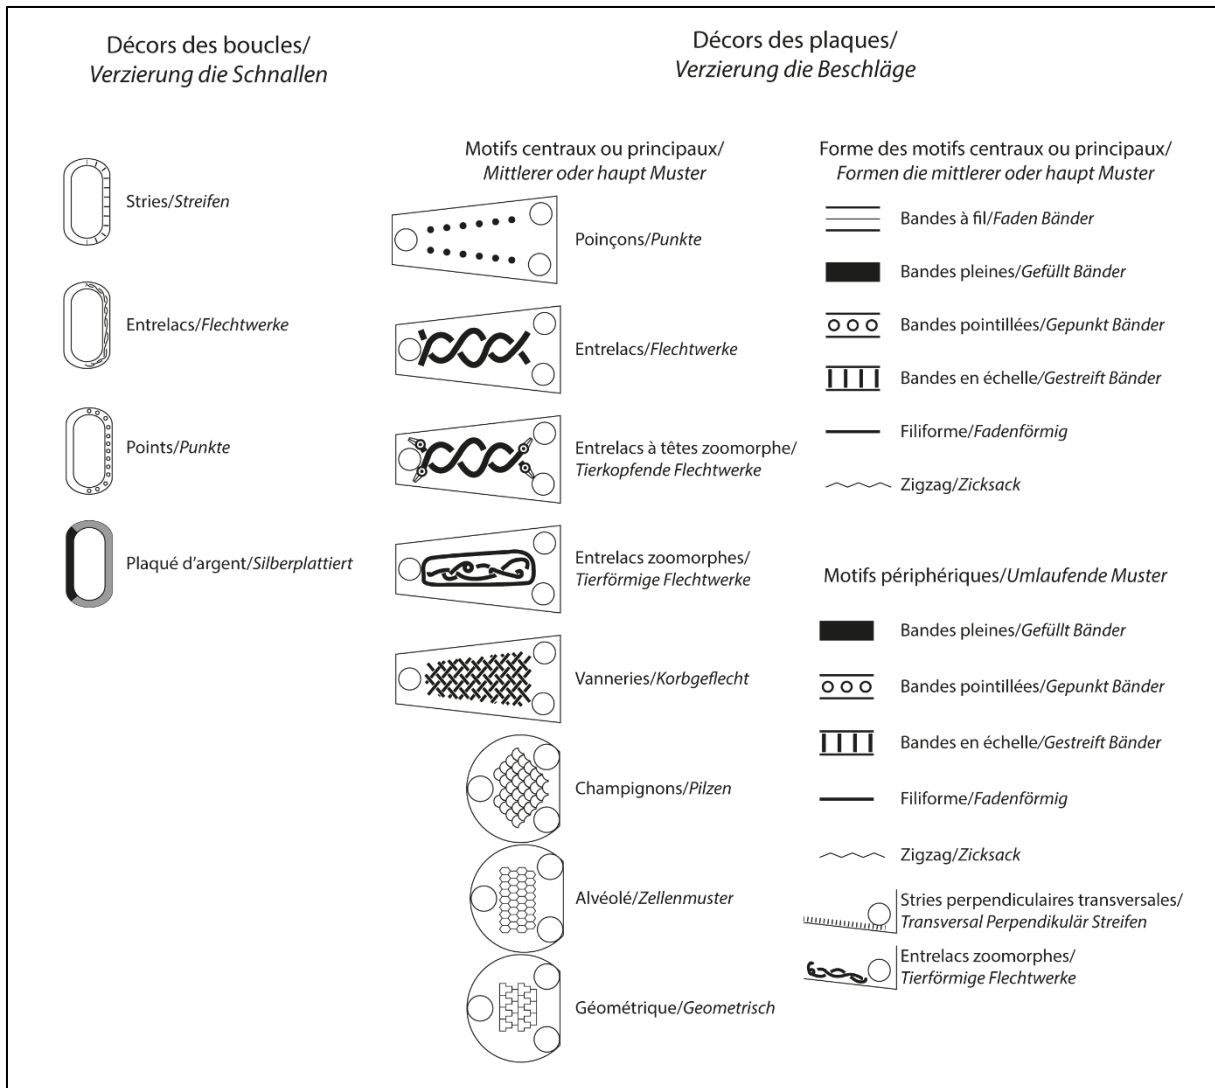 Décors des boucles/
Verzierung die Schnallen
Stries/Streifen
Entrelacs/Flechtwerke
Points/Punkte
Plaqué d'argent/Silberplattiert
Décors des plaques/
Verzierung die Beschläge
Motifs centraux ou principaux/
Mittlerer oder haupt Muster
Poinçons/Punkte
Entrelacs/Flechtwerke
Entrelacs à têtes zoomorphe/
Tierkopfende Flechtwerke
Entrelacs zoomorphes/
Tierförmige Flechtwerke
Vanneries/Korbgeflecht
Champignons/Pilzen
Alvéolé/Zellenmuster
Géométrique/Geometrisch
Forme des motifs centraux ou principaux/
Formen die mittlerer oder haupt Muster
Bandes à fil/Faden Bänder
Bandes pleines/Gefüllt Bänder
Bandes pointillées/Gepunkt Bänder
Bandes en échelle/Gestreift Bänder
Filiforme/Fadenförmig
Zigzag/Zicksack
Motifs périphériques/Umlaufende Muster
Bandes pleines/Gefüllt Bänder
Bandes pointillées/Gepunkt Bänder
Bandes en échelle/Gestreift Bänder
Filiforme/Fadenförmig
Zigzag/Zicksack
Stries perpendiculaires transversales/
Transversal Perpendikulär Streifen
Entrelacs zoomorphes/
Tierförmige Flechtwerke